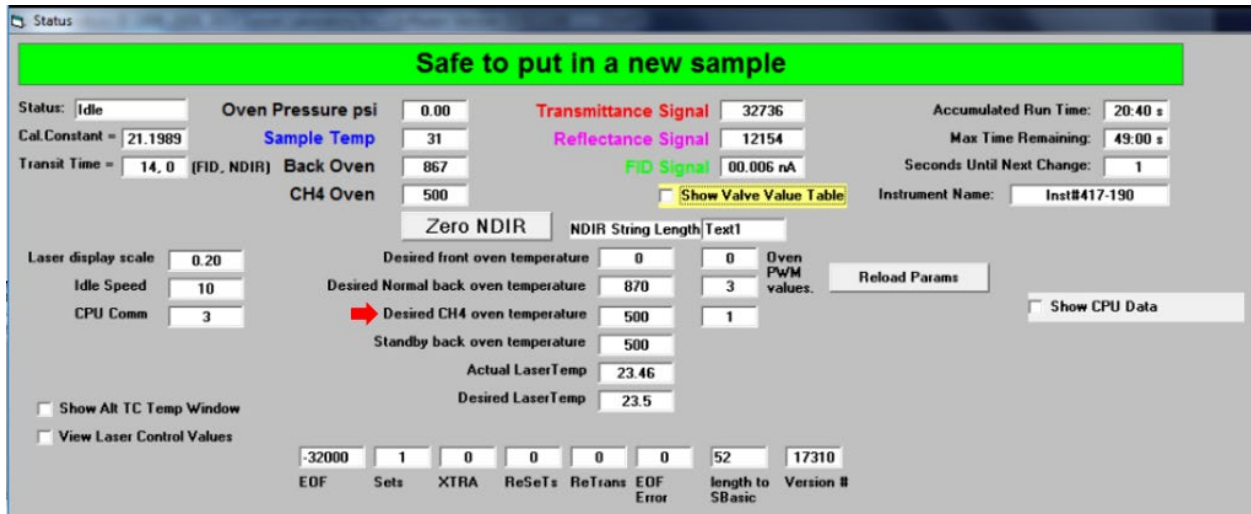 Status
Safe to put in a new sample
Status: Idle Oven Pressure psi 0.00 Transmittance Signal 32736 Accumulated Run Time: 20:40 s
Cal.Constant = 21.1989 Sample Temp 31 Reflectance Signal 12154 Max Time Remaining: 49:00 s
Transit Time = 14, 0 (FID, NDIR) Back Oven 867 FID Signal 00.006 nA Seconds Until Next Change: 1
CH4 Oven 500 Show Valve Value Table Instrument Name: Inst#417-190
Zero NDIR NDIR String Length Text1
Laser display scale 0.20 Desired front oven temperature 0 0 Oven PWM values. Reload Params
Idle Speed 10 Desired Normal back oven temperature 870 3
CPU Comm 3 Desired CH4 oven temperature 500 1 Show CPU Data
Standby back oven temperature 500
Actual LaserTemp 23.46
Desired LaserTemp 23.5
Show Alt TC Temp Window
View Laser Control Values
-32000 1 0 0 0 0 52 17310
EOF Sets XTRA ReSeTs ReTrans EOF Error length to SBasic Version #